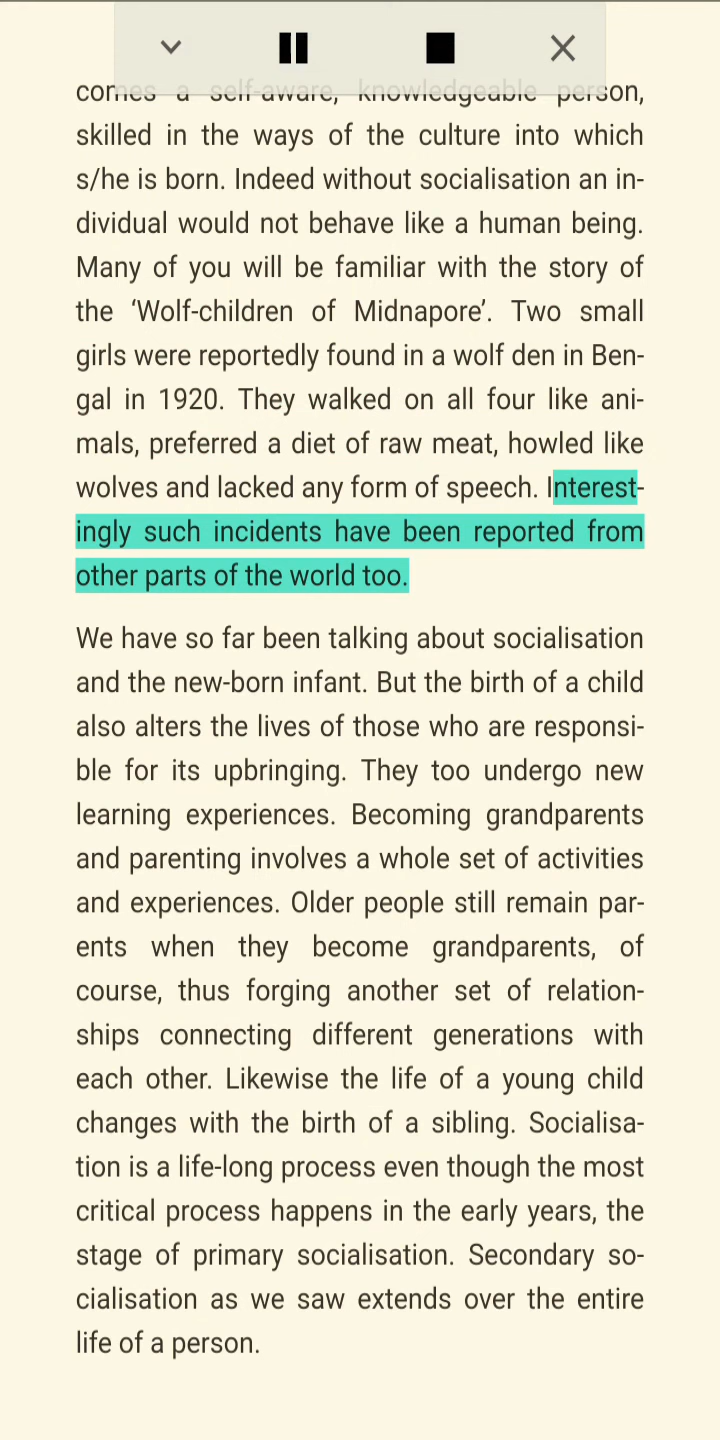 comes a self-aware, knowledgeable person,
skilled in the ways of the culture into which
s/he is born. Indeed without socialisation an in-
dividual would not behave like a human being.
Many of you will be familiar with the story of
the ‘Wolf-children of Midnapore’. Two small
girls were reportedly found in a wolf den in Ben-
gal in 1920. They walked on all four like ani-
mals, preferred a diet of raw meat, howled like
wolves and lacked any form of speech. Interest-
ingly such incidents have been reported from
other parts of the world too.
We have so far been talking about socialisation
and the new-born infant. But the birth of a child
also alters the lives of those who are responsi-
ble for its upbringing. They too undergo new
learning experiences. Becoming grandparents
and parenting involves a whole set of activities
and experiences. Older people still remain par-
ents when they become grandparents, of
course, thus forging another set of relation-
ships connecting different generations with
each other. Likewise the life of a young child
changes with the birth of a sibling. Socialisa-
tion is a life-long process even though the most
critical process happens in the early years, the
stage of primary socialisation. Secondary so-
cialisation as we saw extends over the entire
life of a person.